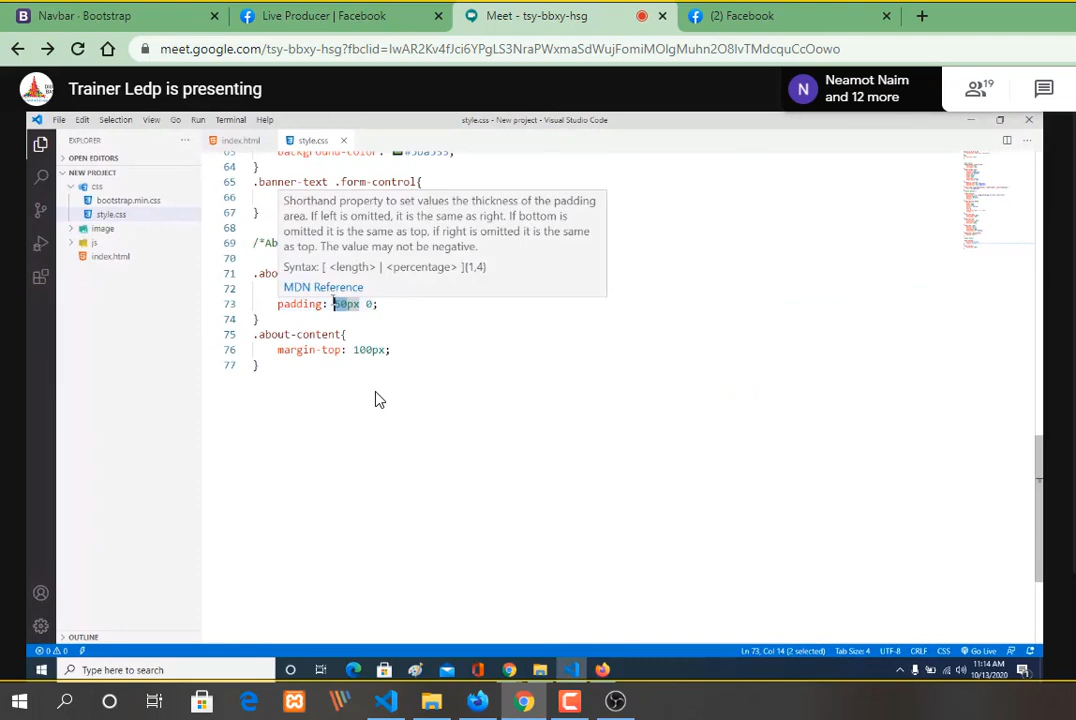 Navbar - Bootstrap
Live Producer | Facebook
Meet - tsy-bbxy-hsg
(2) Facebook
meet.google.com/tsy-bbxy-hsg?fbclid=IwAR2Kv4fJci6YPgLS3NraPWxmaSdWujFomiMOlgMuhn2O8lvTMdcquCcOowo
Trainer Ledp is presenting
N
Neamot Naim
and 12 more
19
File Edit Selection View Go Run Terminal Help
style.css - New project - Visual Studio Code
EXPLORER
index.html
style.css
OPEN EDITORS
NEW PROJECT
css
bootstrap.min.css
style.css
image
js
index.html
OUTLINE
background-color: #5ba535;
64 }
65 .banner-text .form-control{
66
67 }
68
69 /*Ab
70
71 .abo
72
73 padding: 50px 0;
74 }
75 .about-content{
76 margin-top: 100px;
77 }
Shorthand property to set values the thickness of the padding
area. If left is omitted, it is the same as right. If bottom is
omitted it is the same as top, if right is omitted it is the same
as top. The value may not be negative.
Syntax: [ <length> | <percentage> ]{1,4}
MDN Reference
0 0
Ln 73, Col 14 (2 selected) Tab Size: 4 UTF-8 CRLF CSS Go Live
Type here to search
11:14 AM
10/13/2020